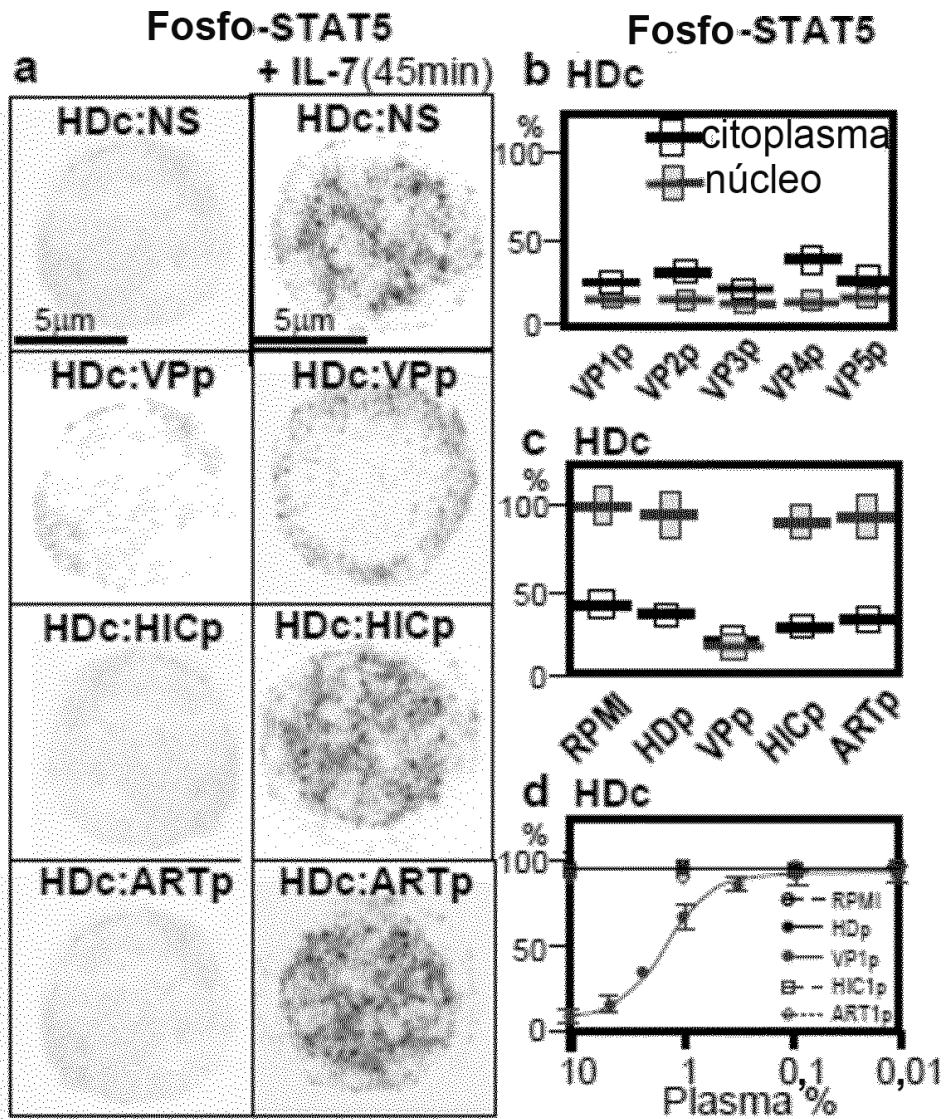 Fosfo-STAT5
a
+ IL-7(45min)
HDc:NS
HDc:NS
5µm
5µm
HDc:VPp
HDc:VPp
HDc:HICp
HDc:HICp
HDc:ARTp
HDc:ARTp
Fosfo-STAT5
b HDc
%
100
50
0
citoplasma
núcleo
VP1p
VP2p
VP3p
VP4p
VP5p
c HDc
%
100
50
0
RPMI
HDp
VPp
HICp
ARTp
d HDc
%
100
50
0
RPMI
HDp
VP1p
HIC1p
ART1p
10
1
0,1
0,01
Plasma %